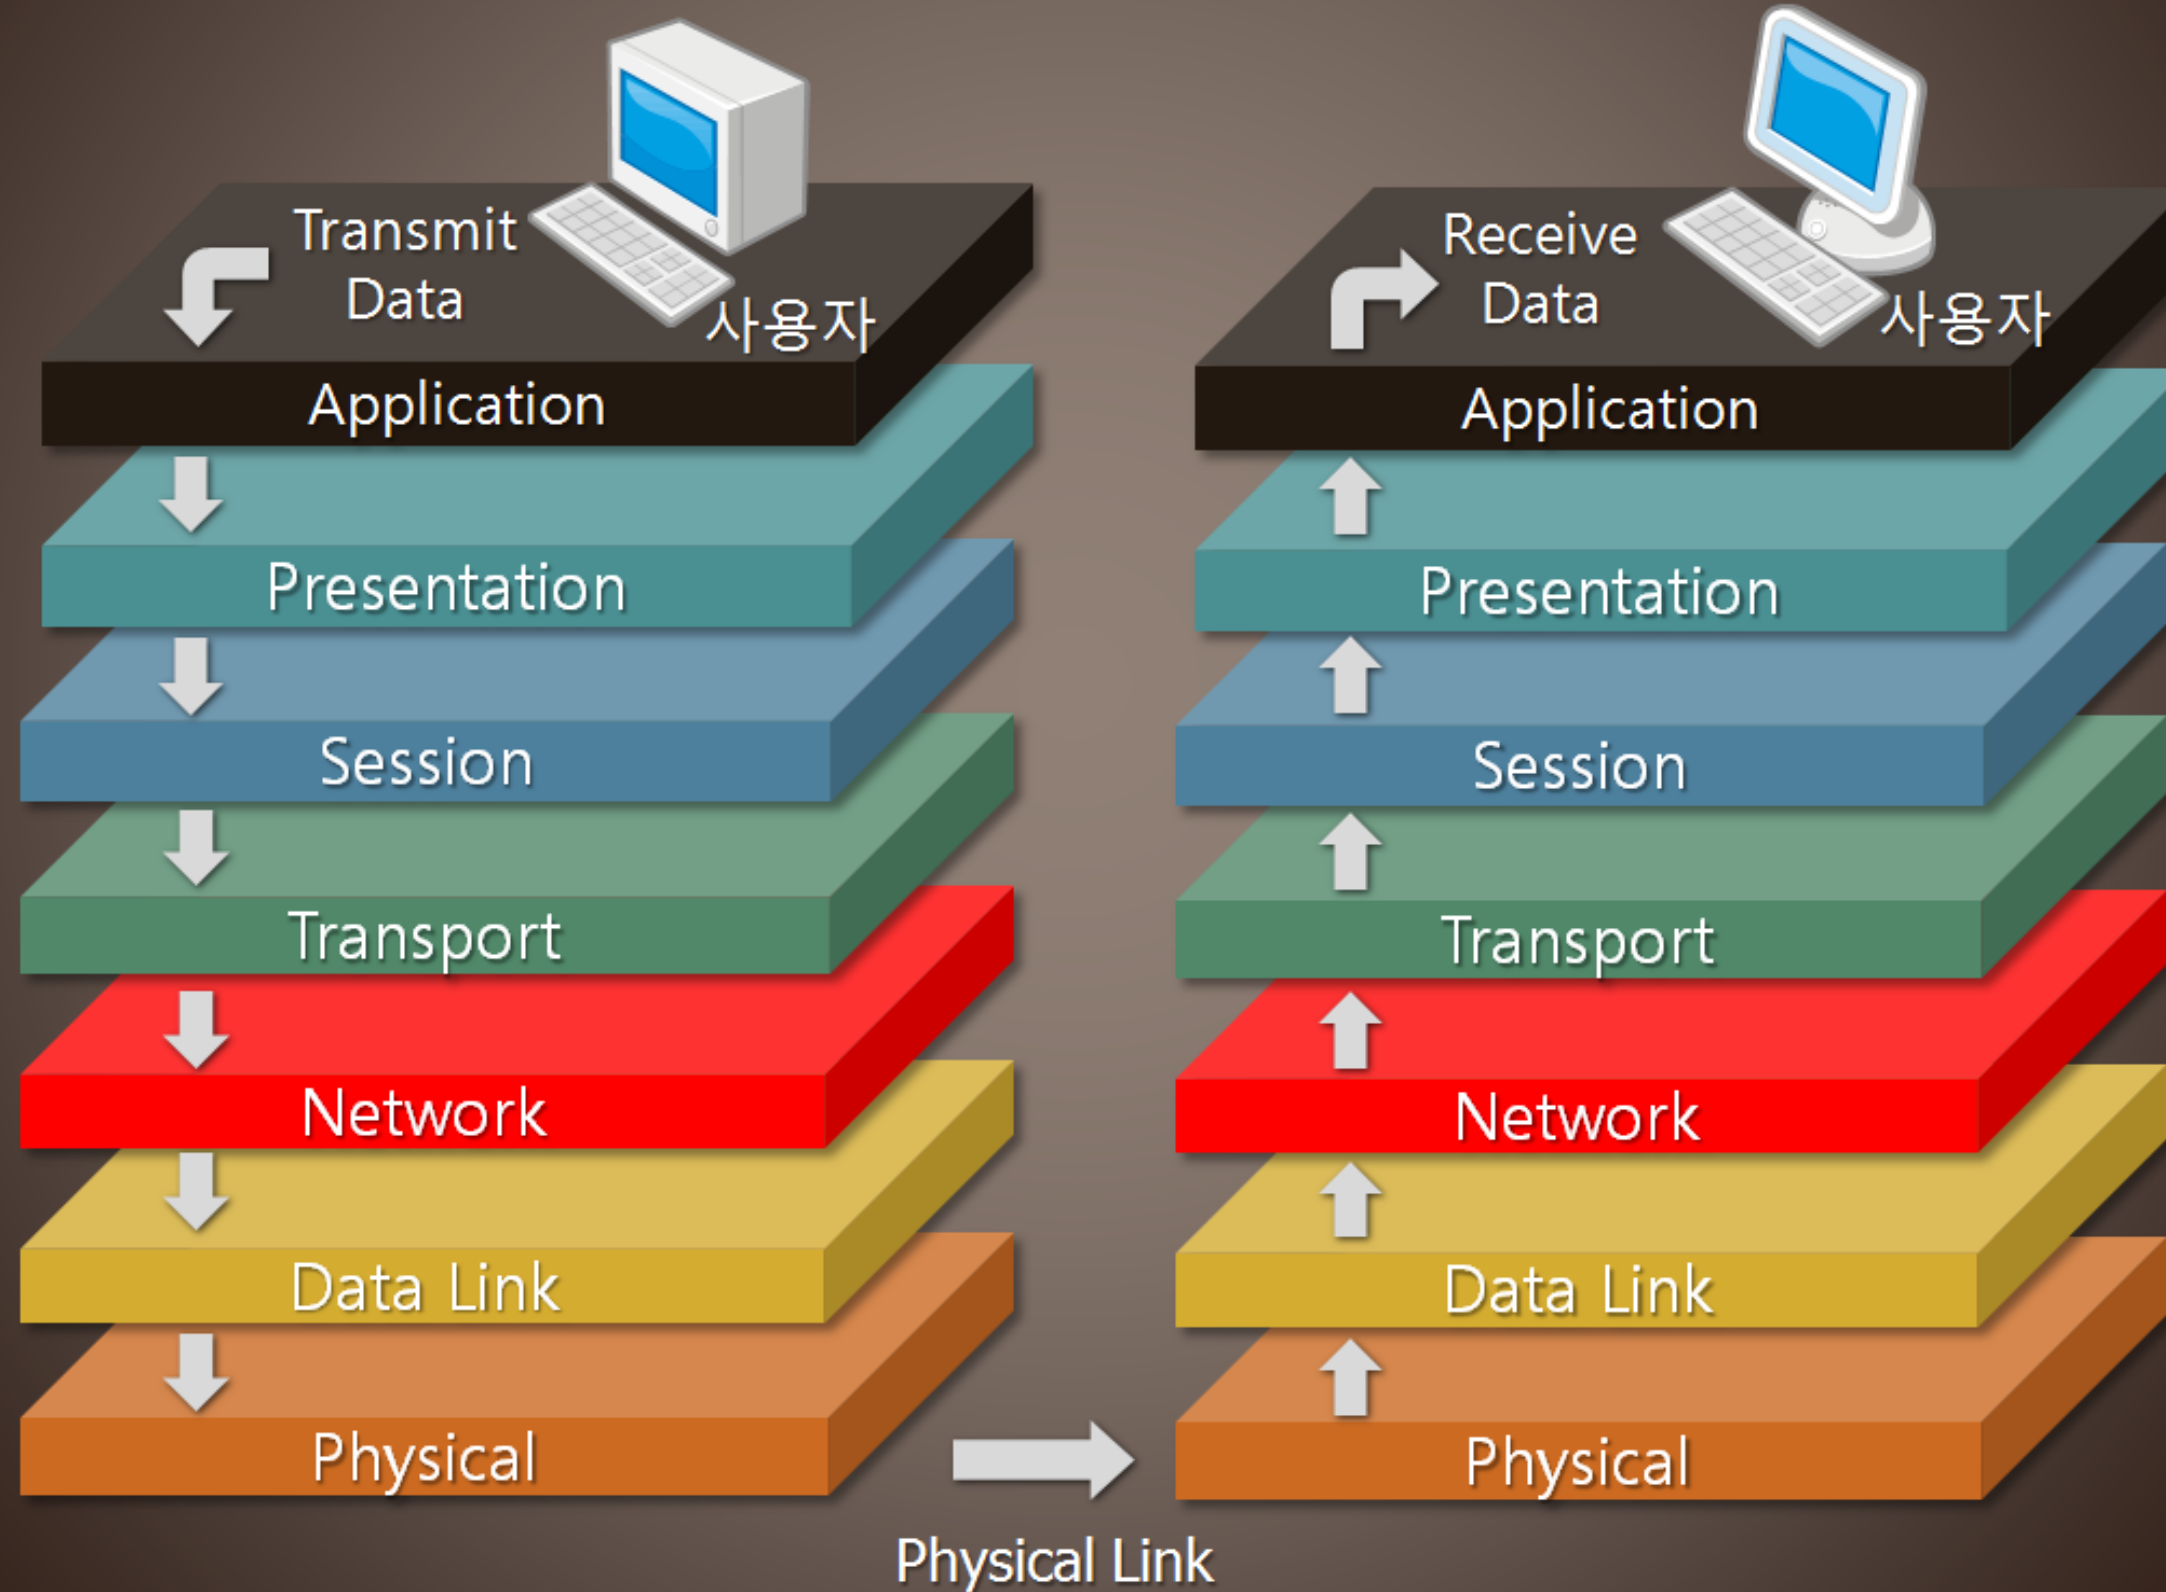 Transmit
Data
사용자
Application
Presentation
Session
Transport
Network
Data Link
Physical
Receive
Data
사용자
Application
Presentation
Session
Transport
Network
Data Link
Physical
Physical Link